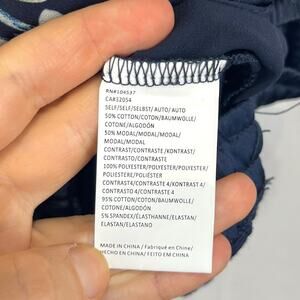 RN#104537
CARS2054
SELF/SELF/SELBST/ AUTO/ AUTO
50% COTTON/COTON/BAUMWOLLE/
COTONE/ALGODÓN
50% MODAL/MODAL/MODAL/
MODAL/MODAL
CONTRAST/CONTRASTE /KONTRAST/
CONTRASTO/CONTRASTE
100% POLYESTER/POLYESTER/POLYESTER/
POLIESTERE/POLIÉSTER
CONTRAST4/CONTRASTE 4/KONTRAST 4/
CONTRASTO 4/CONTRASTE 4
95% COTTON/COTON/BAUMWOLLE/
COTONE/ALGODÓN
5% SPANDEX/ÉLASTHANNE/ELASTAN/
ELASTAN/ELASTANO
MADE IN CHINA / Fabriqué en Chine/
HECHO EN CHINA/ FEITO EM CHINA